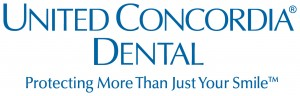 UNITED CONCORDIA®
DENTAL
Protecting More Than Just Your Smile™